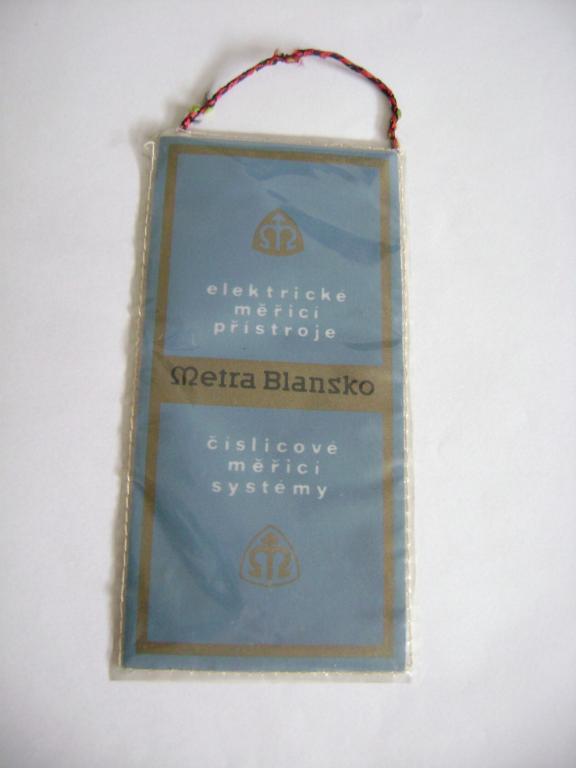 elektrické
měřicí
přístroje
Metra Blansko
číslicové
měřicí
systémy